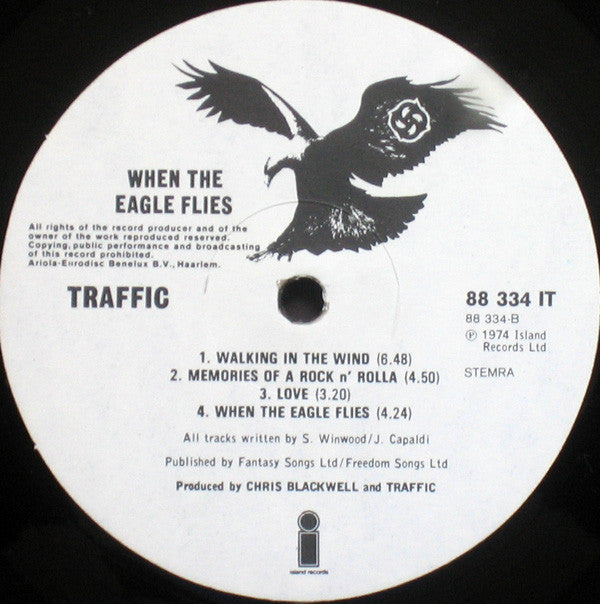 WHEN THE
EAGLE FLIES
All rights of the record producer and of the
owner of the work reproduced reserved.
Copying, public performance and broadcasting
of this record prohibited.
Ariola-Eurodisc Benelux B.V., Haarlem.
TRAFFIC
88 334 IT
88 334-B
℗ 1974 Island
Records Ltd
STEMRA
1. WALKING IN THE WIND (6.48)
2. MEMORIES OF A ROCK n' ROLLA (4.50)
3. LOVE (3.20)
4. WHEN THE EAGLE FLIES (4.24)
All tracks written by S. Winwood/J. Capaldi
Published by Fantasy Songs Ltd/Freedom Songs Ltd
Produced by CHRIS BLACKWELL and TRAFFIC
island records